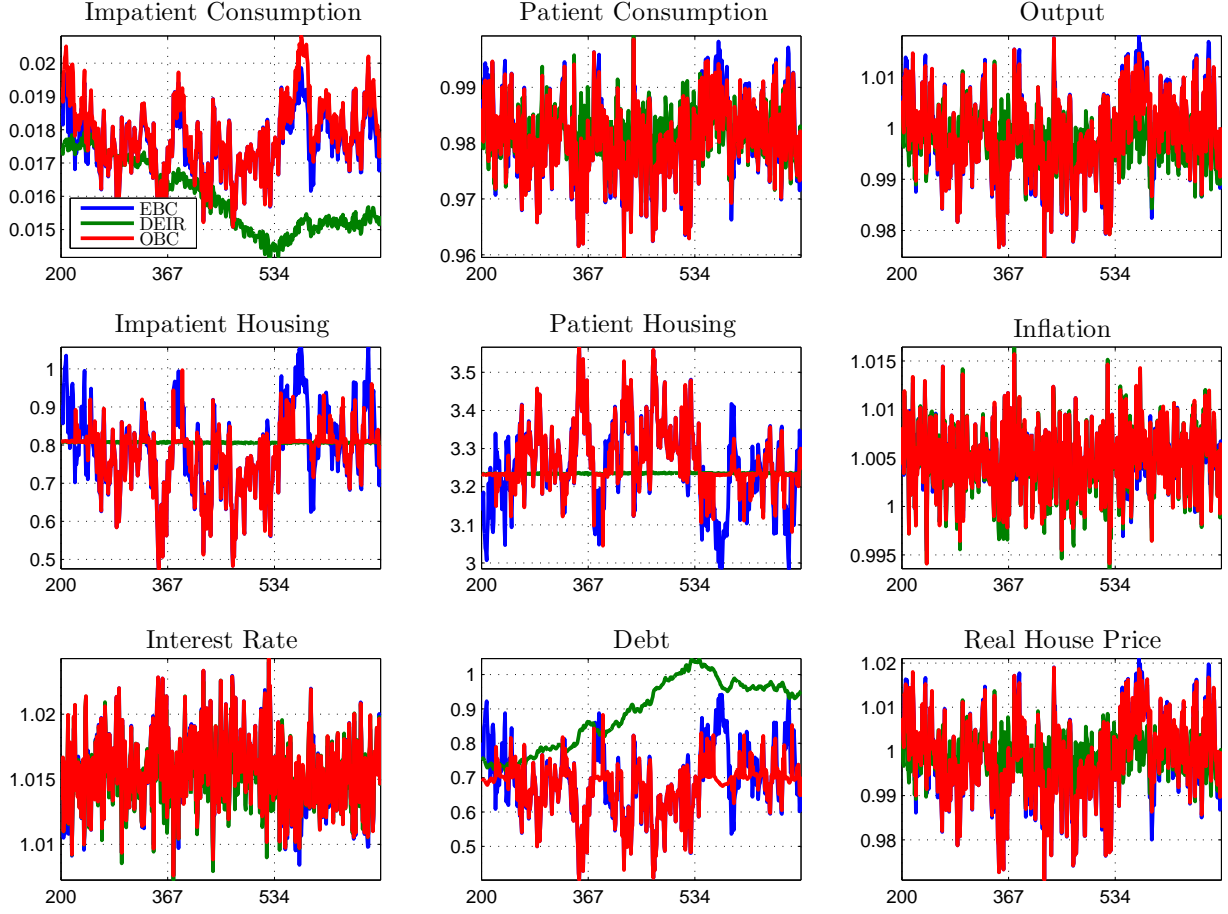 Impatient Consumption
0.02
0.019
0.018
0.017
0.016
0.015
EBC
DEIR
OBC
200 367 534
Patient Consumption
0.99
0.98
0.97
0.96
200 367 534
Output
1.01
1
0.99
0.98
200 367 534
Impatient Housing
1
0.9
0.8
0.7
0.6
0.5
200 367 534
Patient Housing
3.5
3.4
3.3
3.2
3.1
3
200 367 534
Inflation
1.015
1.01
1.005
1
0.995
200 367 534
Interest Rate
1.02
1.015
1.01
200 367 534
Debt
1
0.9
0.8
0.7
0.6
0.5
200 367 534
Real House Price
1.02
1.01
1
0.99
0.98
200 367 534